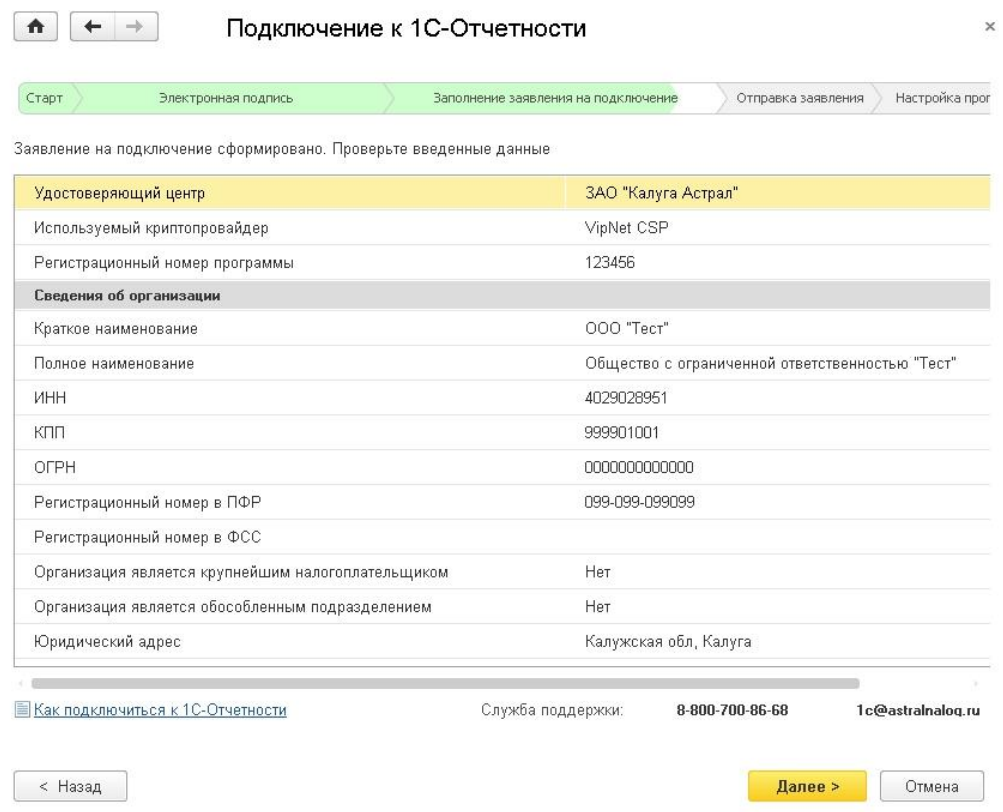 Подключение к 1С-Отчетности
Старт Электронная подпись Заполнение заявления на подключение Отправка заявления Настройка прог
Заявление на подключение сформировано. Проверьте введенные данные
Удостоверяющий центр ЗАО "Калуга Астрал"
Используемый криптопровайдер VipNet CSP
Регистрационный номер программы 123456
Сведения об организации
Краткое наименование ООО "Тест"
Полное наименование Общество с ограниченной ответственностью "Тест"
ИНН 4029028951
КПП 999901001
ОГРН 0000000000000
Регистрационный номер в ПФР 099-099-099099
Регистрационный номер в ФСС
Организация является крупнейшим налогоплательщиком Нет
Организация является обособленным подразделением Нет
Юридический адрес Калужская обл, Калуга
Как подключиться к 1С-Отчетности Служба поддержки: 8-800-700-86-68 1c@astralnalog.ru
< Назад Далее > Отмена